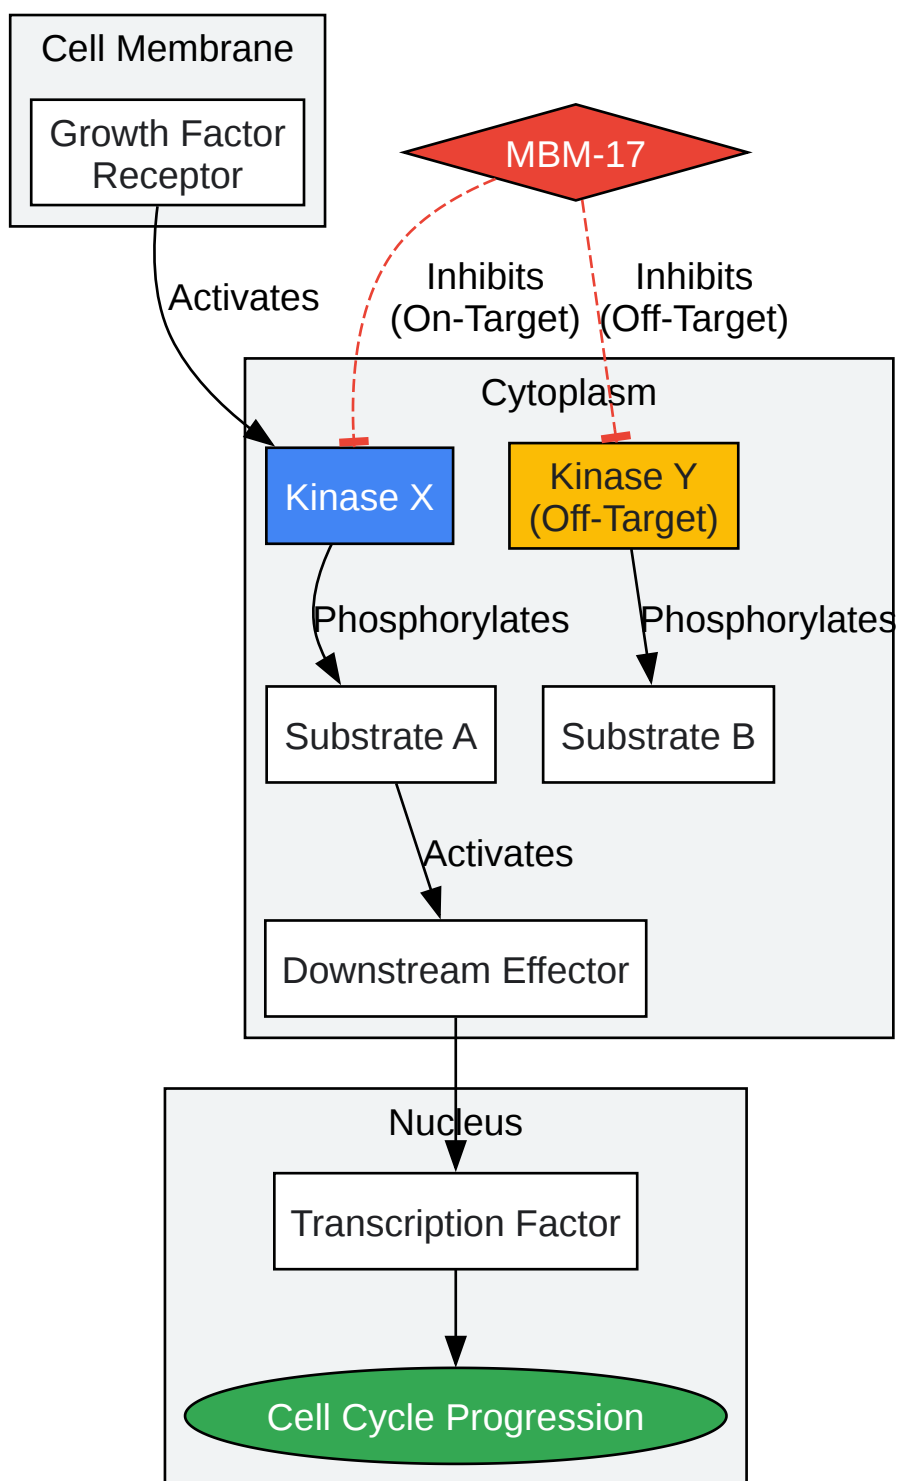 Cell Membrane
Growth Factor
Receptor
MBM-17
Activates
Inhibits
(On-Target)
Inhibits
(Off-Target)
Cytoplasm
Kinase X
Kinase Y
(Off-Target)
Phosphorylates
Phosphorylates
Substrate A
Substrate B
Activates
Downstream Effector
Nucleus
Transcription Factor
Cell Cycle Progression